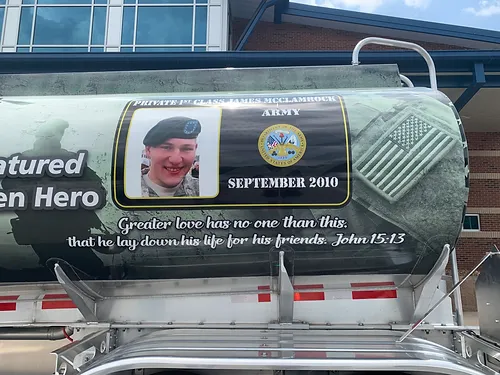 PRIVATE 1ST CLASS JAMES MCCLAMROCK
ARMY
SEPTEMBER 2010
atured
en Hero
Greater love has no one than this.
that he lay down his life for his friends. John 15:13